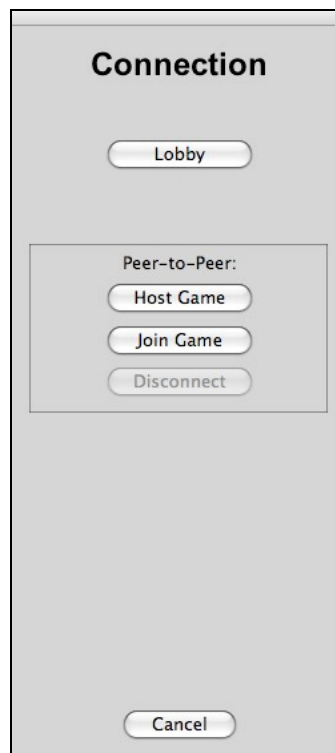 Connection
Lobby
Peer-to-Peer:
Host Game
Join Game
Disconnect
Cancel